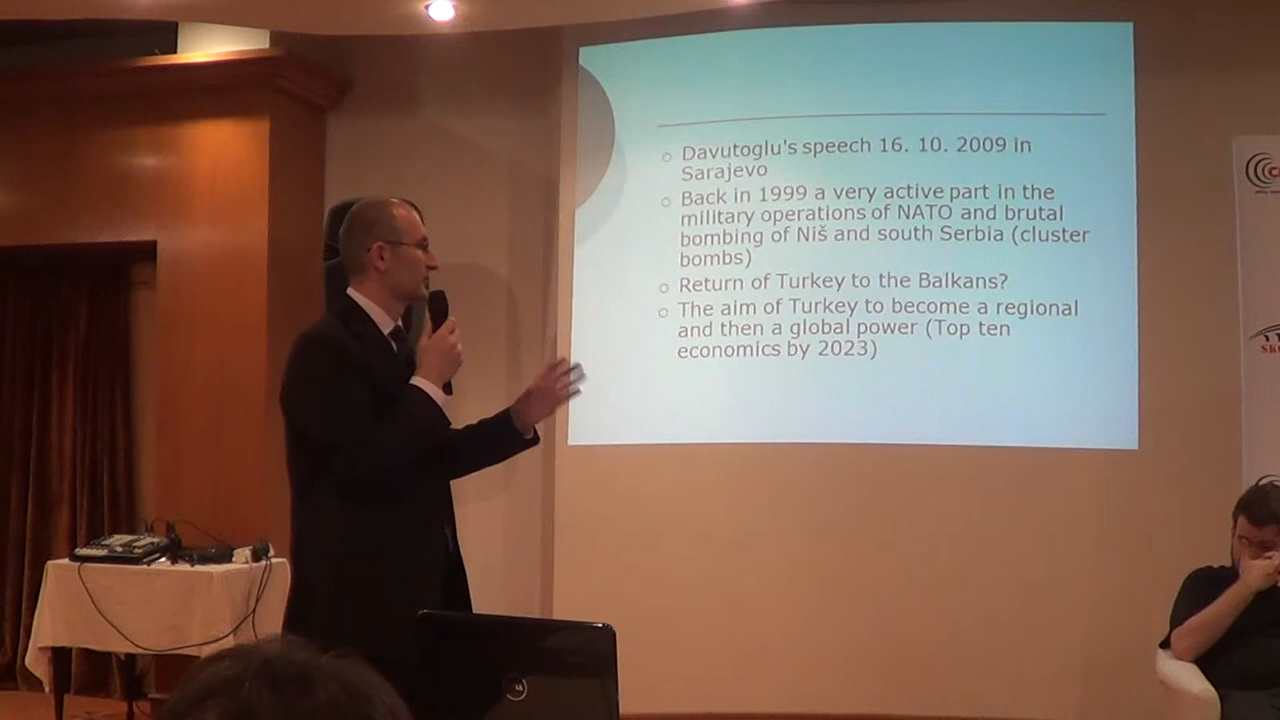 Davutoglu's speech 16. 10. 2009 in
Sarajevo
Back in 1999 a very active part in the
military operations of NATO and brutal
bombing of Niš and south Serbia (cluster
bombs)
Return of Turkey to the Balkans?
The aim of Turkey to become a regional
and then a global power (Top ten
economics by 2023)